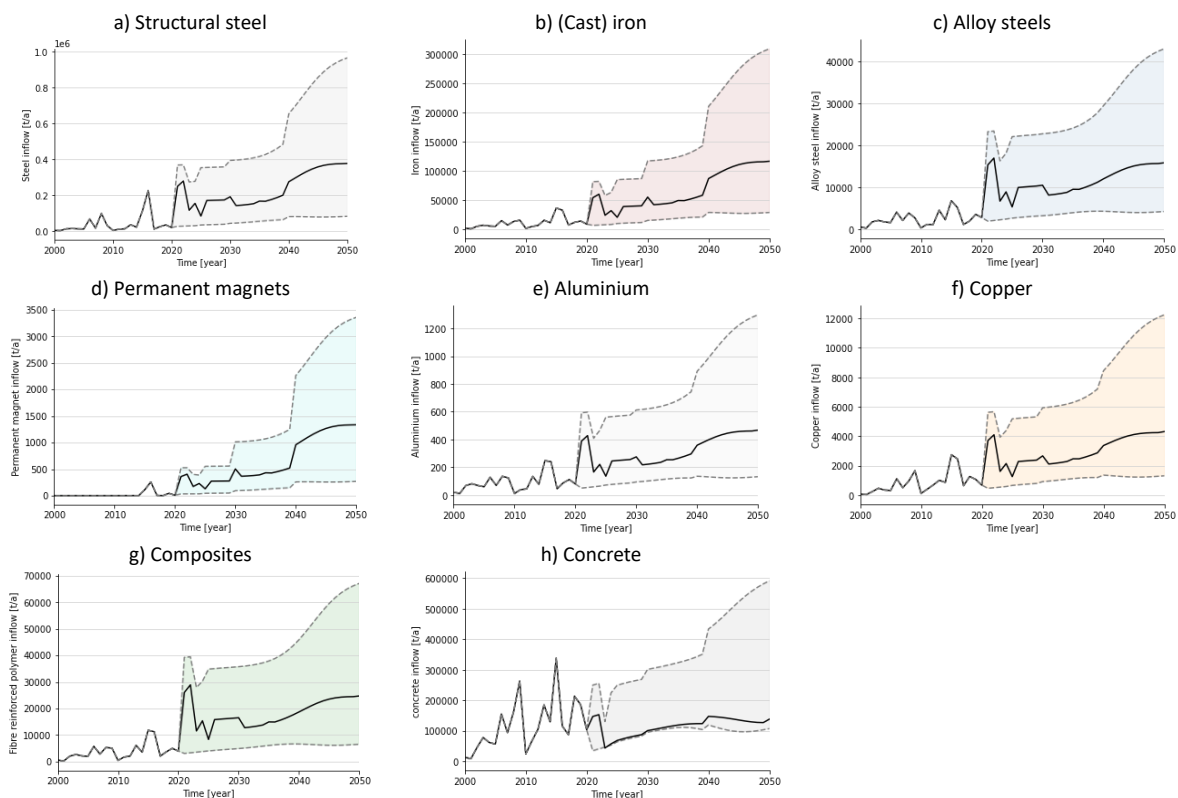 a) Structural steel
1e6
1.0
0.8
0.6
0.4
0.2
0.0
Steel inflow [t/a]
2000 2010 2020 2030 2040 2050
Time [year]
b) (Cast) iron
300000
250000
200000
150000
100000
50000
0
Iron inflow [t/a]
2000 2010 2020 2030 2040 2050
Time [year]
c) Alloy steels
40000
30000
20000
10000
0
Alloy steel inflow [t/a]
2000 2010 2020 2030 2040 2050
Time [year]
d) Permanent magnets
3500
3000
2500
2000
1500
1000
500
0
Permanent magnet inflow [t/a]
2000 2010 2020 2030 2040 2050
Time [year]
e) Aluminium
1200
1000
800
600
400
200
0
Aluminium inflow [t/a]
2000 2010 2020 2030 2040 2050
Time [year]
f) Copper
12000
10000
8000
6000
4000
2000
0
Copper inflow [t/a]
2000 2010 2020 2030 2040 2050
Time [year]
g) Composites
70000
60000
50000
40000
30000
20000
10000
0
Fibre reinforced polymer inflow [t/a]
2000 2010 2020 2030 2040 2050
Time [year]
h) Concrete
600000
500000
400000
300000
200000
100000
0
concrete inflow [t/a]
2000 2010 2020 2030 2040 2050
Time [year]